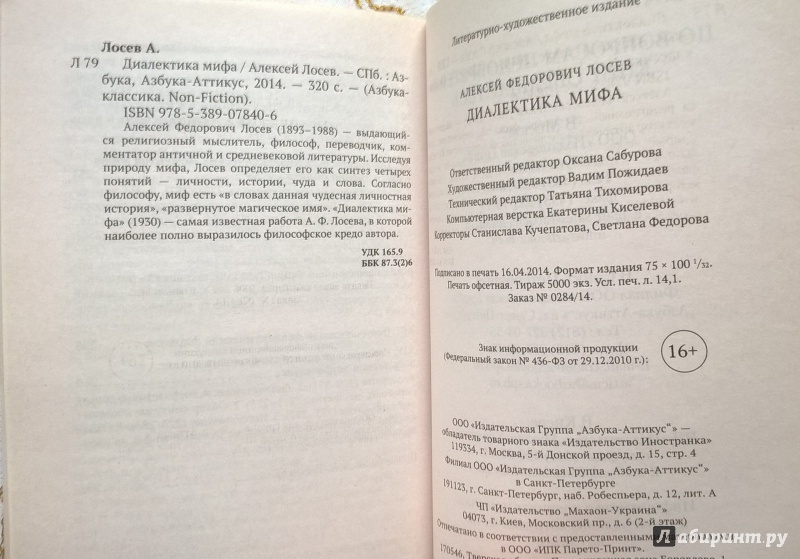 Лосев А.
Л 79 Диалектика мифа / Алексей Лосев. — СПб. : Аз-
бука, Азбука-Аттикус, 2014. — 320 с. — (Азбука-
классика. Non-Fiction).
ISBN 978-5-389-07840-6
Алексей Федорович Лосев (1893–1988) — выдающий-
ся религиозный мыслитель, философ, переводчик, ком-
ментатор античной и средневековой литературы. Исследуя
природу мифа, Лосев определяет его как синтез четырех
понятий — личности, истории, чуда и слова. Согласно
философу, миф есть «в словах данная чудесная личностная
история», «развернутое магическое имя». «Диалектика ми-
фа» (1930) — самая известная работа А. Ф. Лосева, в которой
наиболее полно выразилось философское кредо автора.
УДК 165.9
ББК 87.3(2)6
Литературно-художественное издание
АЛЕКСЕЙ ФЕДОРОВИЧ ЛОСЕВ
ДИАЛЕКТИКА МИФА
Ответственный редактор Оксана Сабурова
Художественный редактор Вадим Пожидаев
Технический редактор Татьяна Тихомирова
Компьютерная верстка Екатерины Киселевой
Корректоры Станислава Кучепатова, Светлана Федорова
Подписано в печать 16.04.2014. Формат издания 75 × 100 1/32.
Печать офсетная. Тираж 5000 экз. Усл. печ. л. 14,1.
Заказ № 0284/14.
Знак информационной продукции
(Федеральный закон № 436-ФЗ от 29.12.2010 г.):
16+
ООО «Издательская Группа „Азбука-Аттикус“» —
обладатель товарного знака «Издательство Иностранка»
119334, г. Москва, 5-й Донской проезд, д. 15, стр. 4
Филиал ООО «Издательская Группа „Азбука-Аттикус“»
в Санкт-Петербурге
191123, г. Санкт-Петербург, наб. Робеспьера, д. 12, лит. А
ЧП «Издательство „Махаон-Украина“»
04073, г. Киев, Московский пр., д. 6 (2-й этаж)
Отпечатано в соответствии с предоставленными
в ООО «ИПК Парето-Принт».
170546,
Лабиринт.ру